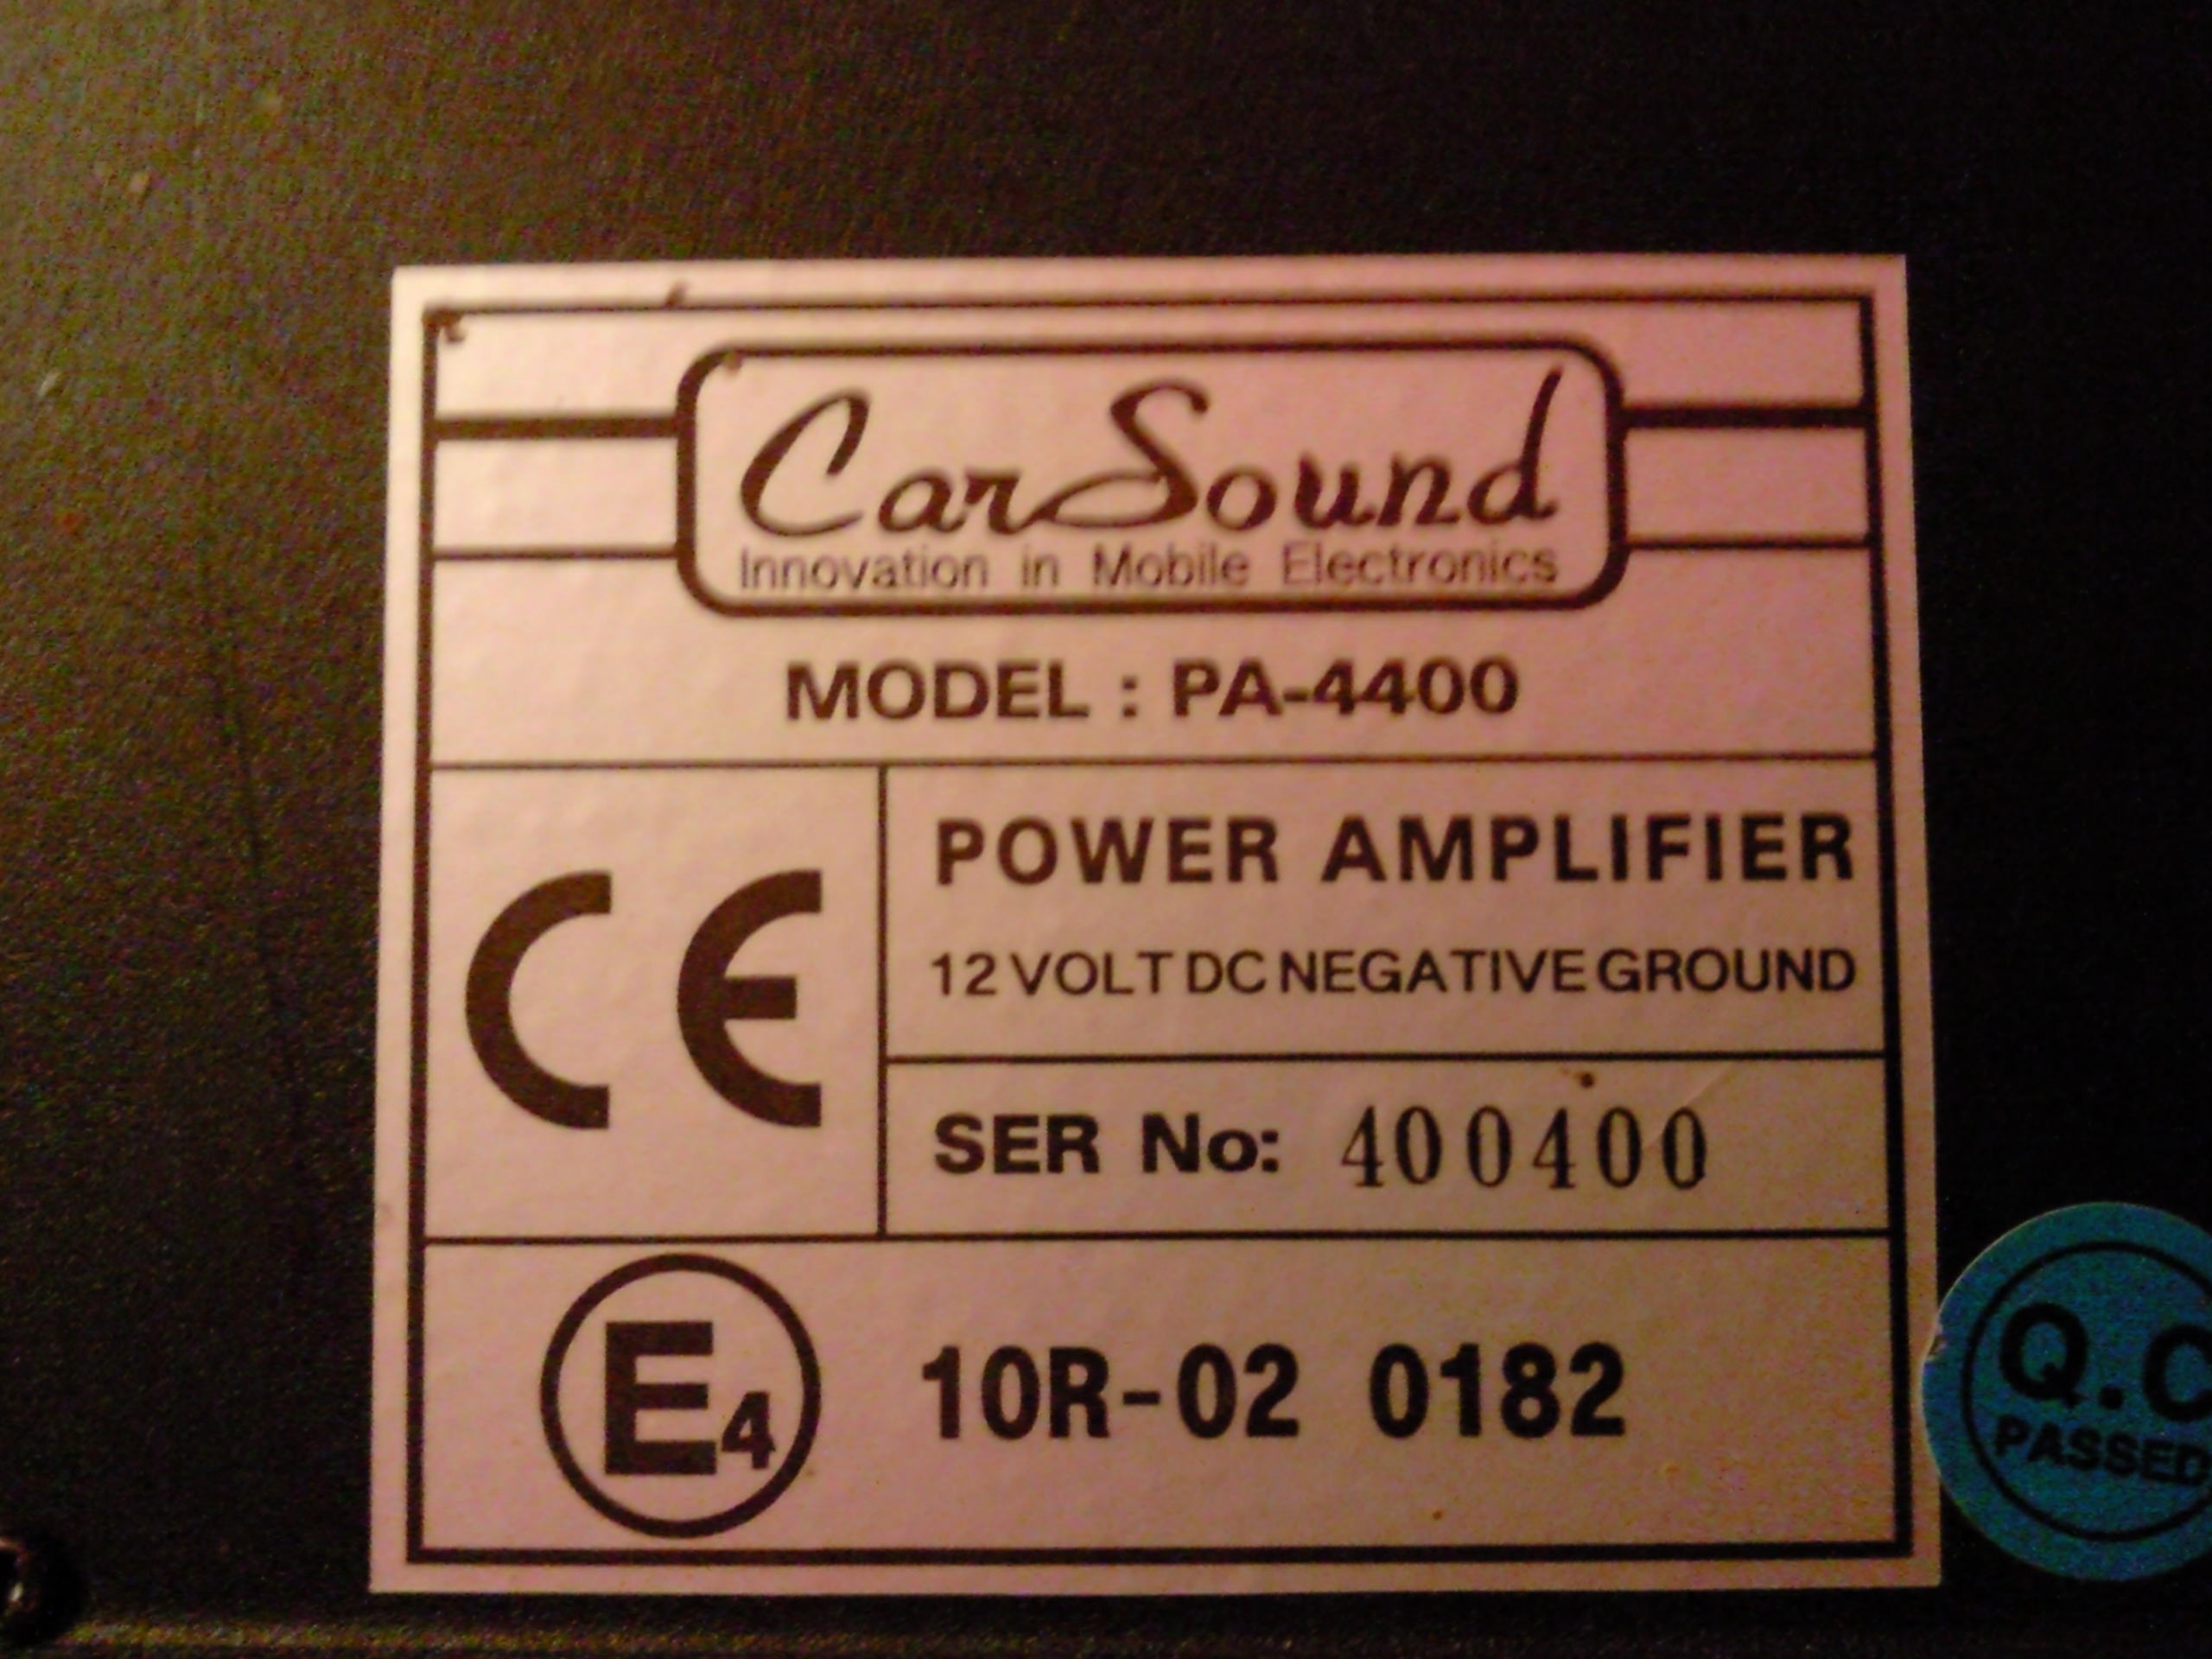 CarSound
Innovation in Mobile Electronics
MODEL : PA-4400
CE
POWER AMPLIFIER
12 VOLT DC NEGATIVE GROUND
SER No: 400400
E4
10R-02 0182
Q.C
PASSED